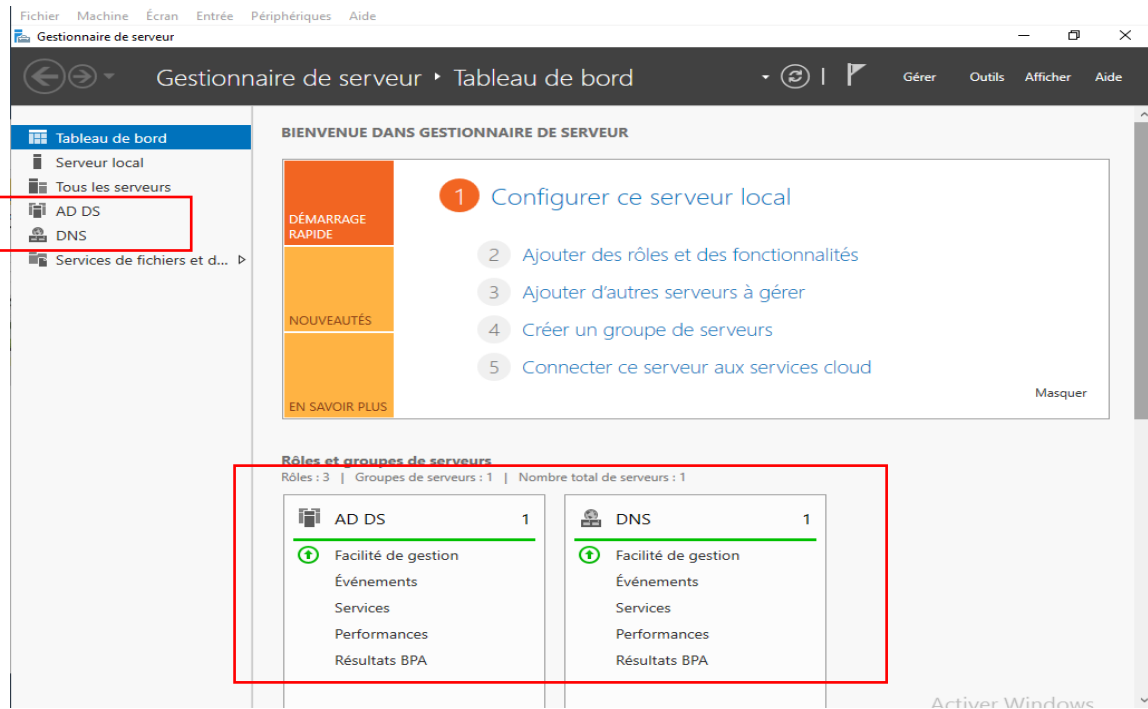 Fichier Machine Écran Entrée Périphériques Aide
Gestionnaire de serveur
Gestionnaire de serveur Tableau de bord
Gérer Outils Afficher Aide
Tableau de bord
Serveur local
Tous les serveurs
AD DS
DNS
Services de fichiers et d...
BIENVENUE DANS GESTIONNAIRE DE SERVEUR
DÉMARRAGE
RAPIDE
NOUVEAUTÉS
EN SAVOIR PLUS
1 Configurer ce serveur local
2 Ajouter des rôles et des fonctionnalités
3 Ajouter d'autres serveurs à gérer
4 Créer un groupe de serveurs
5 Connecter ce serveur aux services cloud
Masquer
Rôles et groupes de serveurs
Rôles : 3 | Groupes de serveurs : 1 | Nombre total de serveurs : 1
AD DS 1
Facilité de gestion
Événements
Services
Performances
Résultats BPA
DNS 1
Facilité de gestion
Événements
Services
Performances
Résultats BPA
Activer Windows